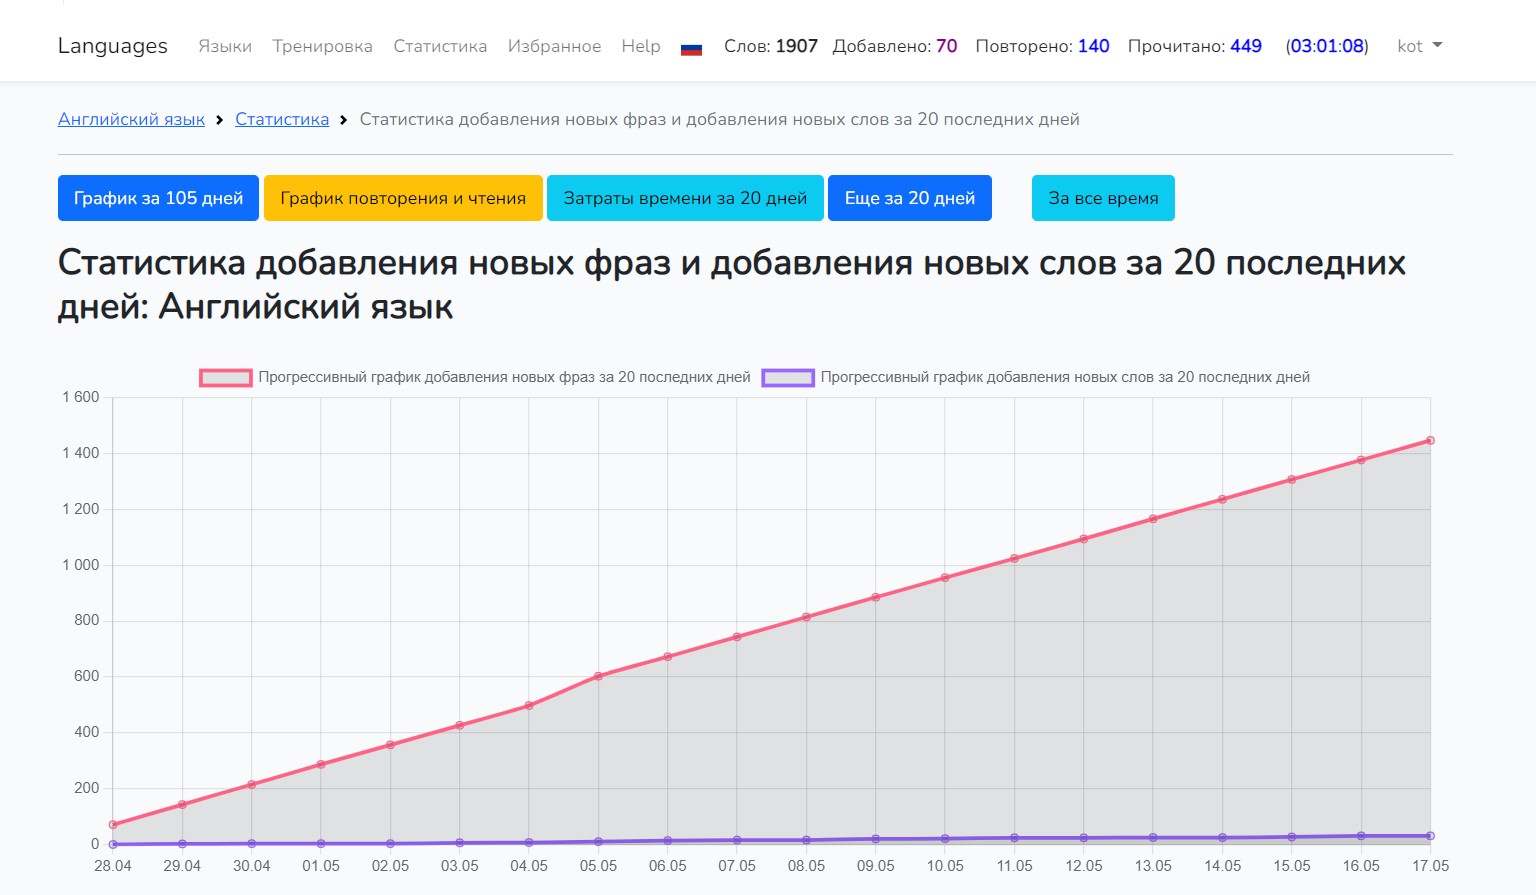 Languages Языки Тренировка Статистика Избранное Help Слов: 1907 Добавлено: 70 Повторено: 140 Прочитано: 449 (03:01:08) kot
Английский язык Статистика Статистика добавления новых фраз и добавления новых слов за 20 последних дней
График за 105 дней График повторения и чтения Затраты времени за 20 дней Еще за 20 дней За все время
Статистика добавления новых фраз и добавления новых слов за 20 последних
дней: Английский язык
Прогрессивный график добавления новых фраз за 20 последних дней Прогрессивный график добавления новых слов за 20 последних дней
1 600
1 400
1 200
1 000
800
600
400
200
0
28.04 29.04 30.04 01.05 02.05 03.05 04.05 05.05 06.05 07.05 08.05 09.05 10.05 11.05 12.05 13.05 14.05 15.05 16.05 17.05